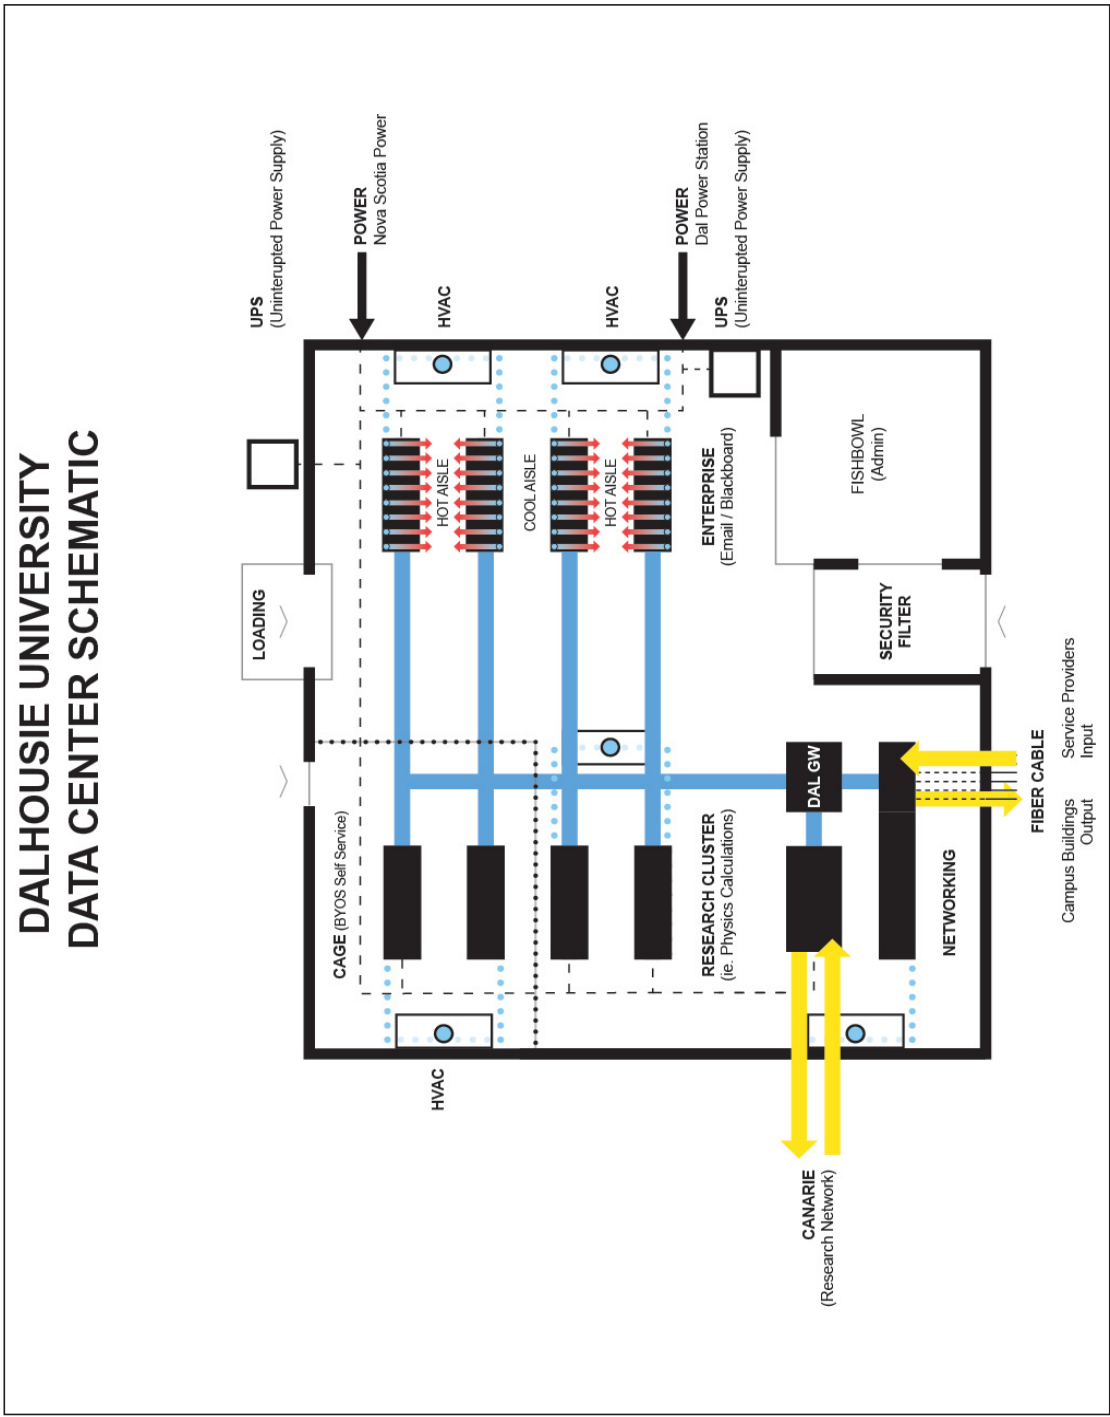 DALHOUSIE UNIVERSITY
DATA CENTER SCHEMATIC
UPS
(Uninterupted Power Supply)
POWER
Nova Scotia Power
HVAC
HVAC
POWER
Dal Power Station
UPS
(Uninterupted Power Supply)
LOADING
HOT AISLE
COOL AISLE
HOT AISLE
ENTERPRISE
(Email / Blackboard)
FISHBOWL
(Admin)
SECURITY
FILTER
CAGE (BYOS Self Service)
RESEARCH CLUSTER
(ie. Physics Calculations)
DAL GW
NETWORKING
FIBER CABLE
Service Providers
Input
Campus Buildings
Output
HVAC
CANARIE
(Research Network)